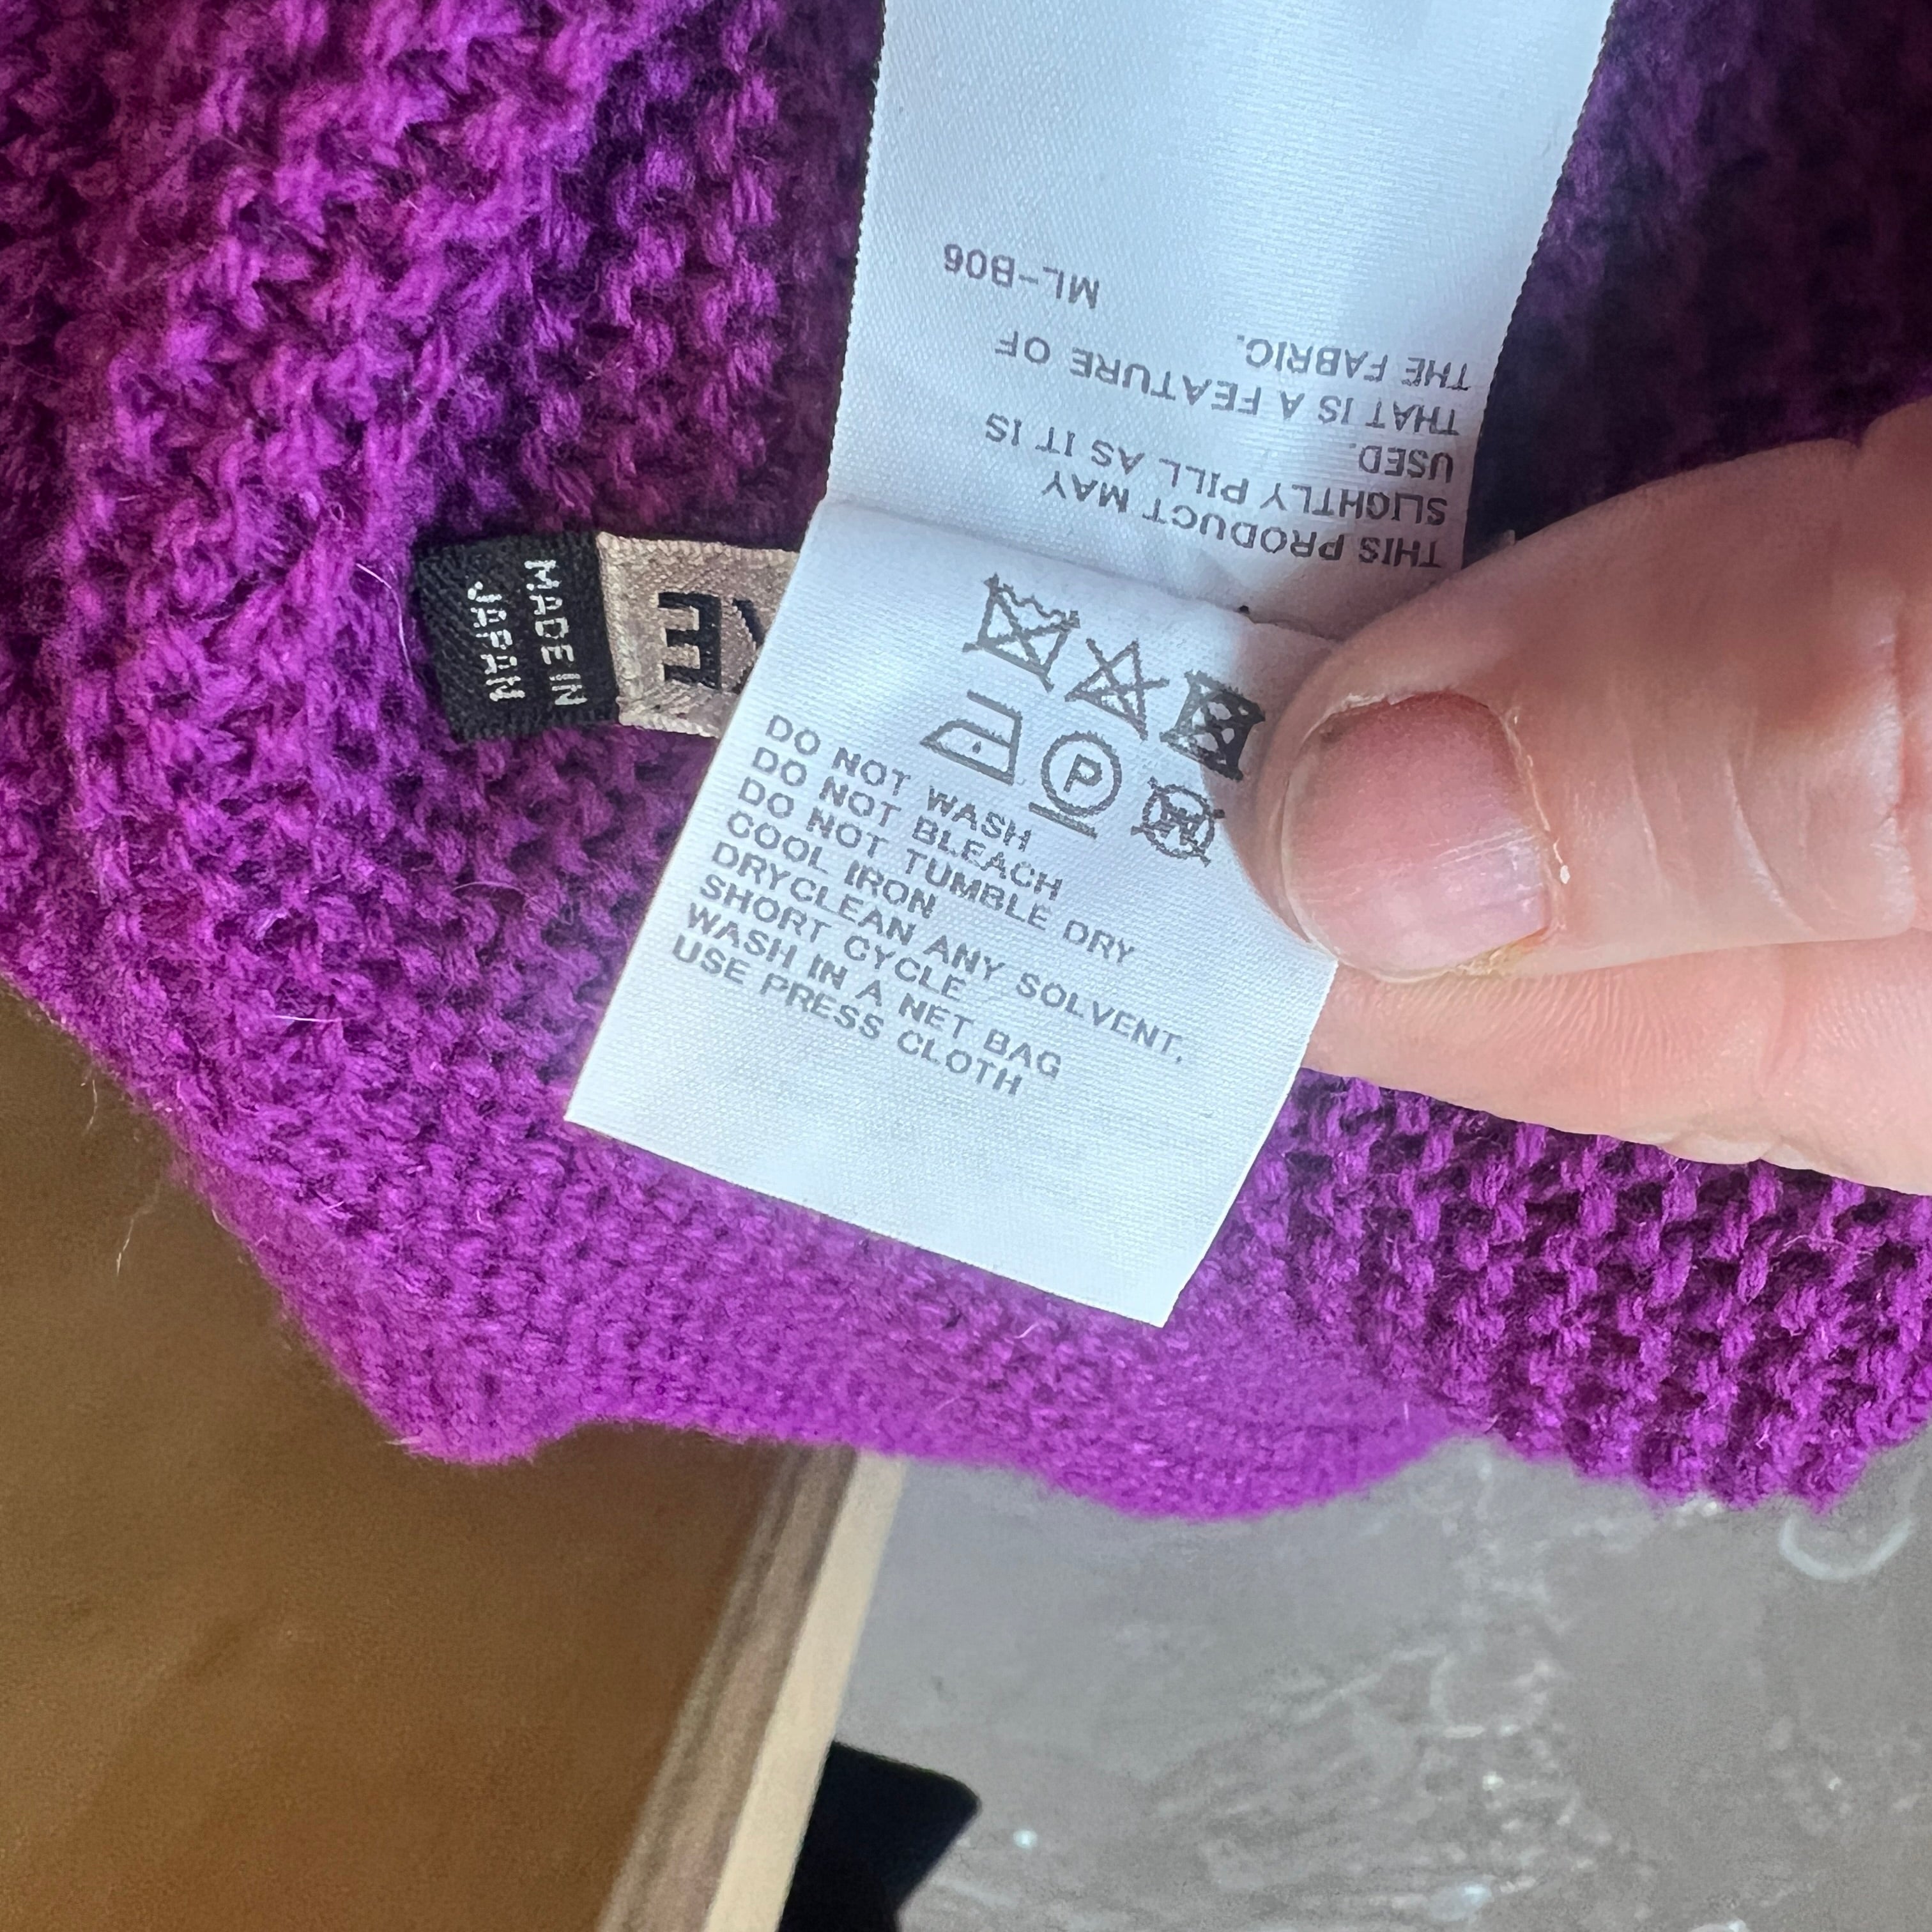 THIS PRODUCT MAY
SLIGHTLY PILL AS IT IS
USED.
THAT IS A FEATURE OF
THE FABRIC.
ML-B06
MADE IN
JAPAN
P
W
DO NOT WASH
DO NOT BLEACH
DO NOT TUMBLE DRY
COOL IRON
DRYCLEAN ANY SOLVENT.
SHORT CYCLE
WASH IN A NET BAG
USE PRESS CLOTH